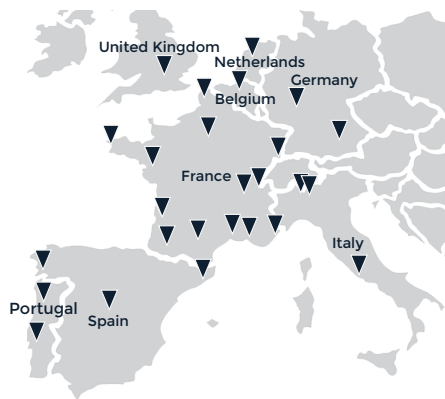 United Kingdom
Netherlands
Germany
Belgium
France
Italy
Portugal
Spain